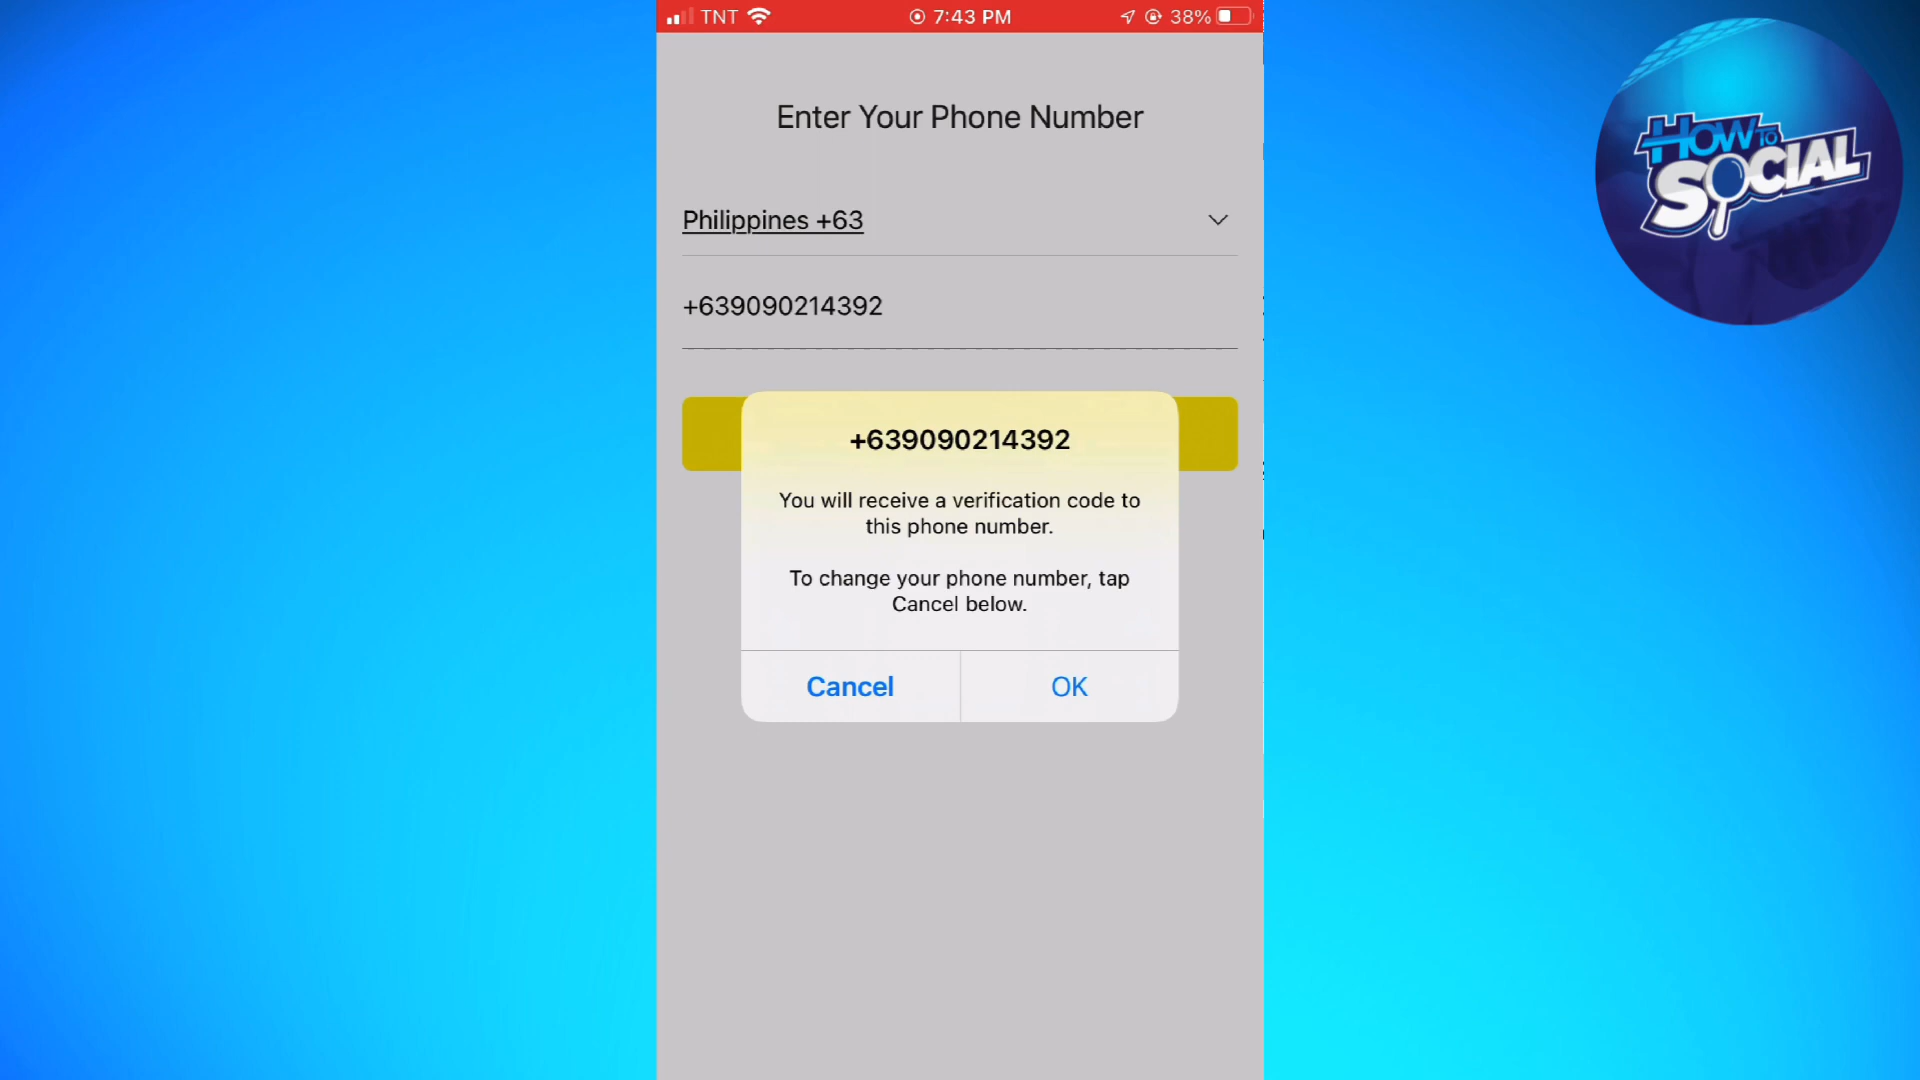 TNT 7:43 PM 38%
HOW TO
SOCIAL
Enter Your Phone Number
Philippines +63
+639090214392
+639090214392
You will receive a verification code to
this phone number.
To change your phone number, tap
Cancel below.
Cancel OK